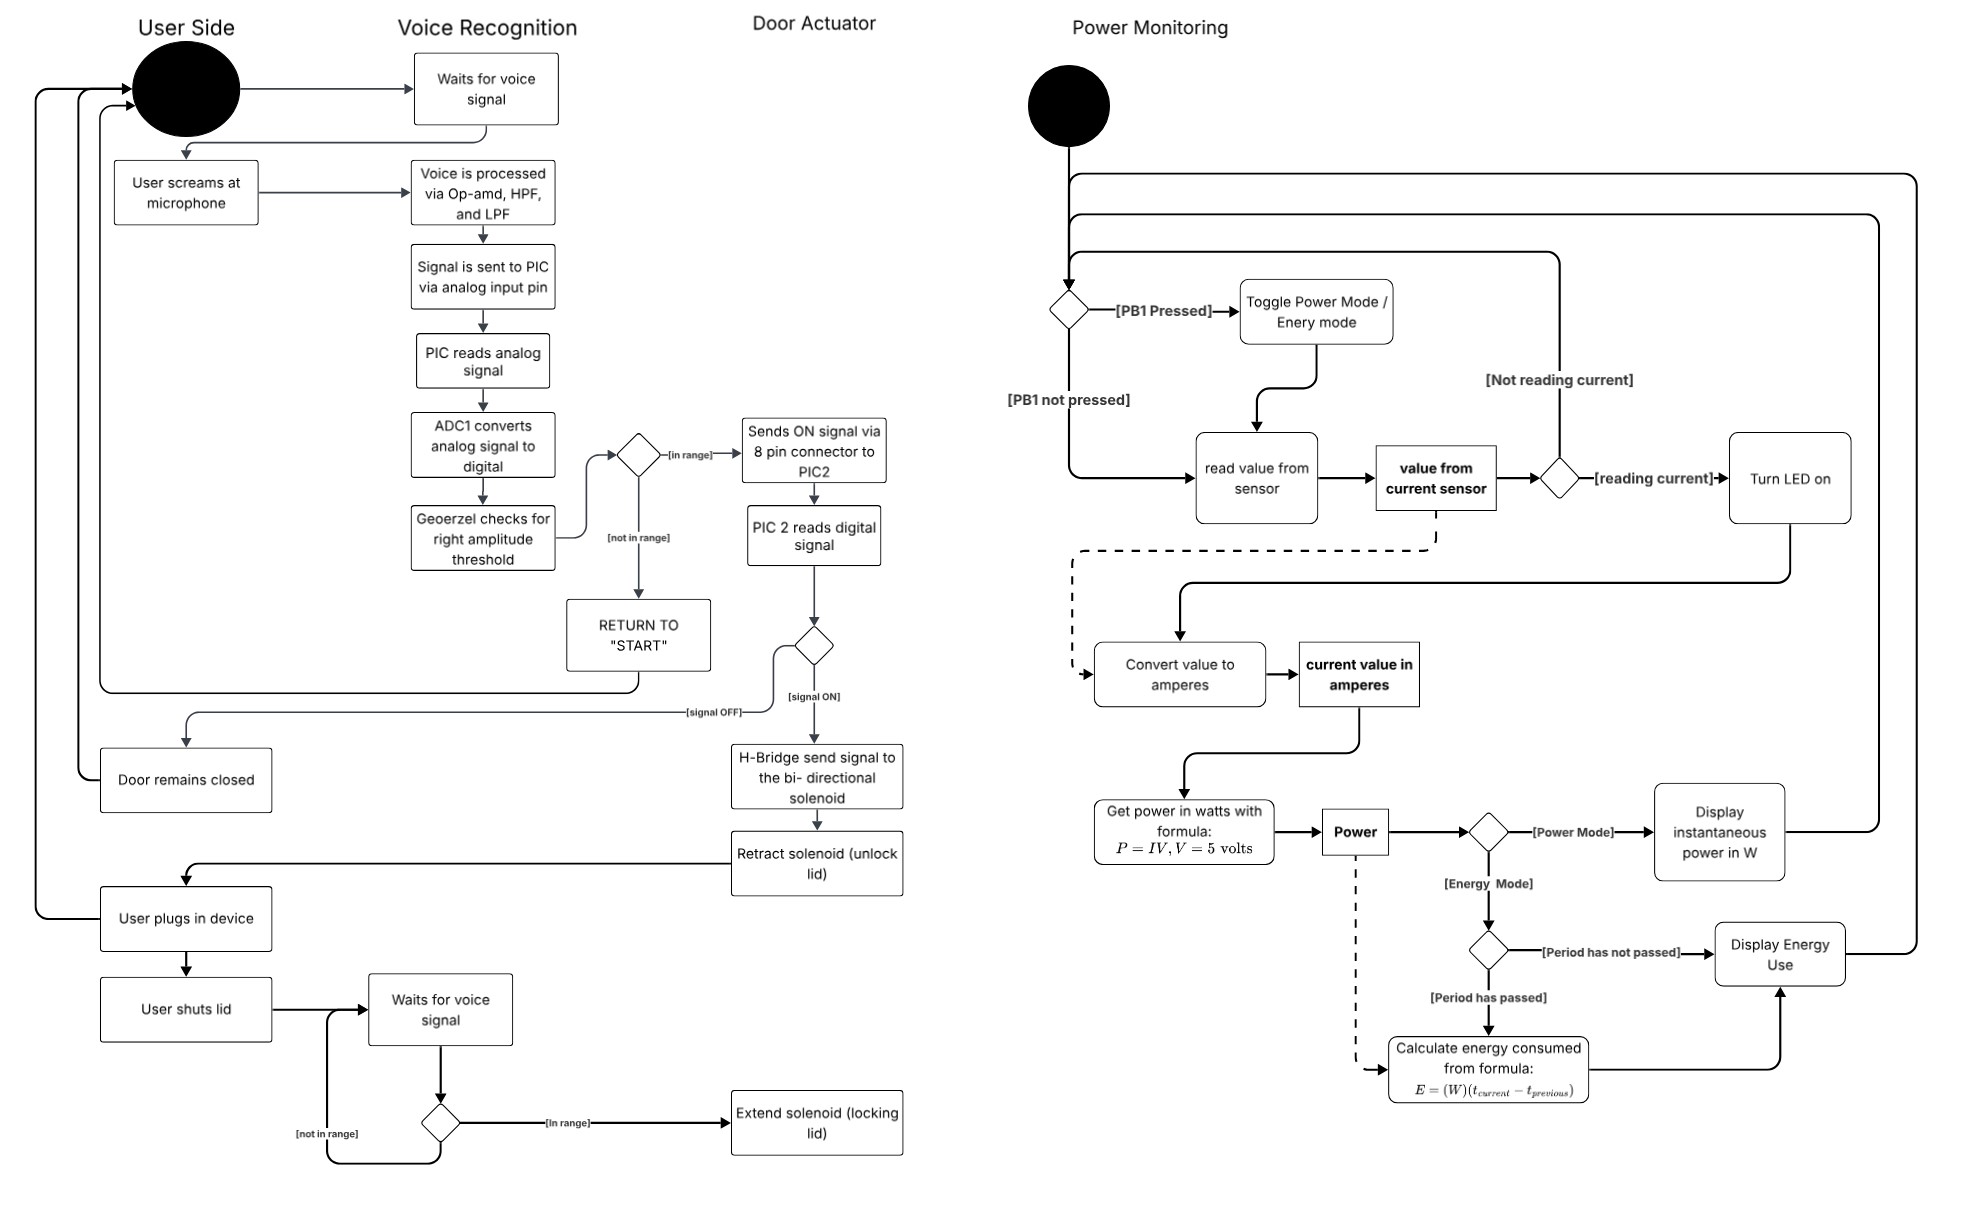 User Side
Voice Recognition
Door Actuator
Power Monitoring
Waits for voice
signal
User screams at
microphone
Voice is processed
via Op-amd, HPF,
and LPF
Signal is sent to PIC
via analog input pin
PIC reads analog
signal
ADC1 converts
analog signal to
digital
Geoerzel checks for
right amplitude
threshold
[in range]
[not in range]
RETURN TO
"START"
Sends ON signal via
8 pin connector to
PIC2
PIC 2 reads digital
signal
[signal ON]
[signal OFF]
Door remains closed
H-Bridge send signal to
the bi- directional
solenoid
Retract solenoid (unlock
lid)
User plugs in device
User shuts lid
Waits for voice
signal
[not in range]
[In range]
Extend solenoid (locking
lid)
[PB1 Pressed]
Toggle Power Mode /
Enery mode
[PB1 not pressed]
[Not reading current]
read value from
sensor
value from
current sensor
[reading current]
Turn LED on
Convert value to
amperes
current value in
amperes
Get power in watts with
formula:
P = IV, V = 5 volts
Power
[Power Mode]
Display
instantaneous
power in W
[Energy Mode]
[Period has not passed]
Display Energy
Use
[Period has passed]
Calculate energy consumed
from formula:
E = (W)(t_current − t_previous)